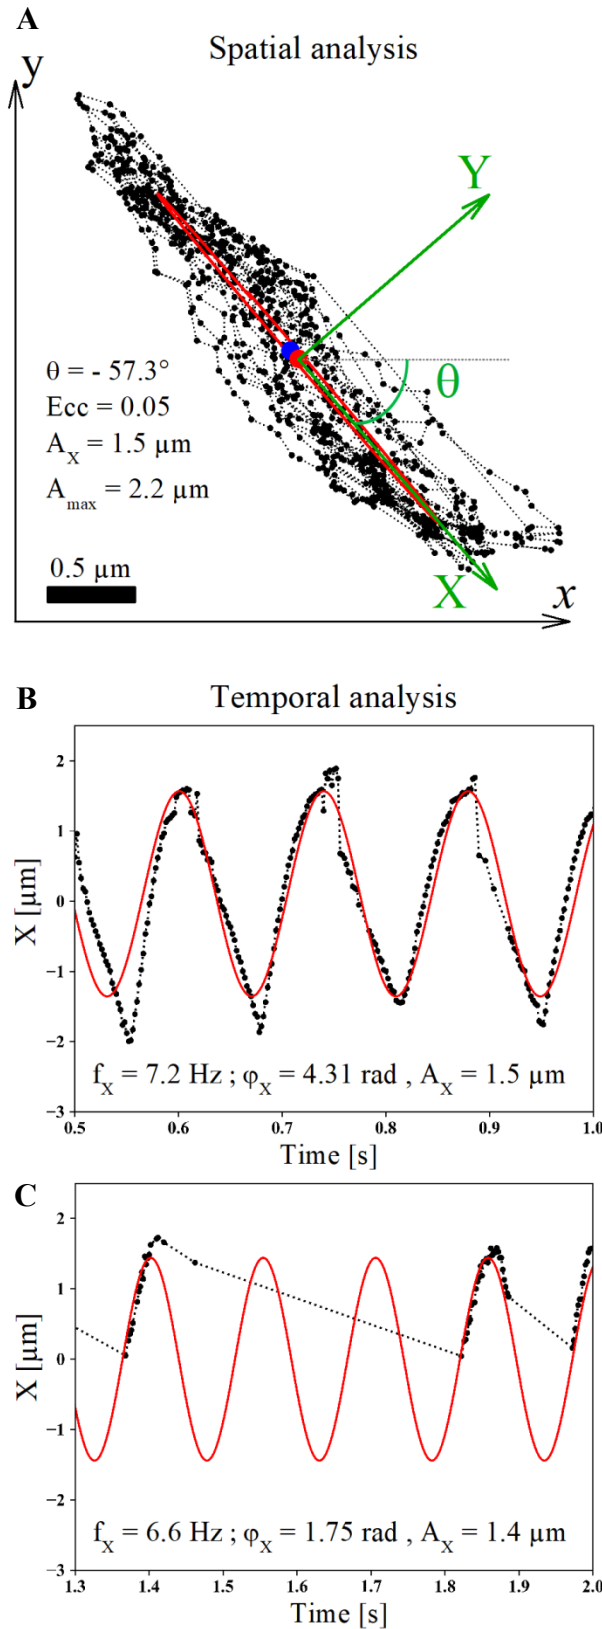 A
Spatial analysis
y
Y
θ
θ = - 57.3°
Ecc = 0.05
A_X = 1.5 µm
A_max = 2.2 µm
0.5 µm
X
x
B
Temporal analysis
X [µm]
2
1
0
−1
−2
−3
f_X = 7.2 Hz ; φ_X = 4.31 rad , A_X = 1.5 µm
0.5 0.6 0.7 0.8 0.9 1.0
Time [s]
C
X [µm]
2
1
0
−1
−2
−3
f_X = 6.6 Hz ; φ_X = 1.75 rad , A_X = 1.4 µm
1.3 1.4 1.5 1.6 1.7 1.8 1.9 2.0
Time [s]